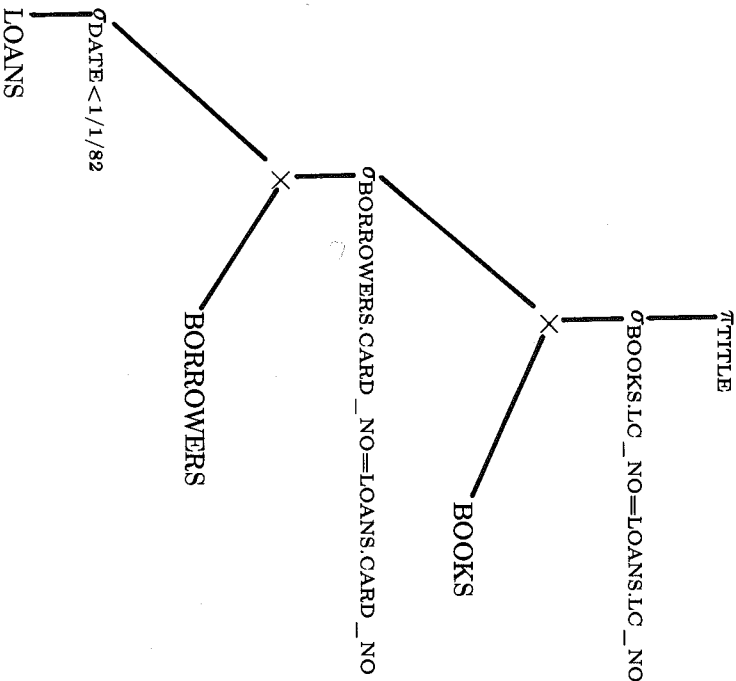 πTITLE
σBOOKS.LC_NO=LOANS.LC_NO
×
BOOKS
σBORROWERS.CARD_NO=LOANS.CARD_NO
×
BORROWERS
σDATE<1/1/82
LOANS